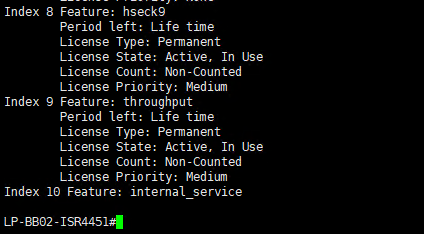 Index 8 Feature: hseck9
Period left: Life time
License Type: Permanent
License State: Active, In Use
License Count: Non-Counted
License Priority: Medium
Index 9 Feature: throughput
Period left: Life time
License Type: Permanent
License State: Active, In Use
License Count: Non-Counted
License Priority: Medium
Index 10 Feature: internal_service
LP-BB02-ISR4451#